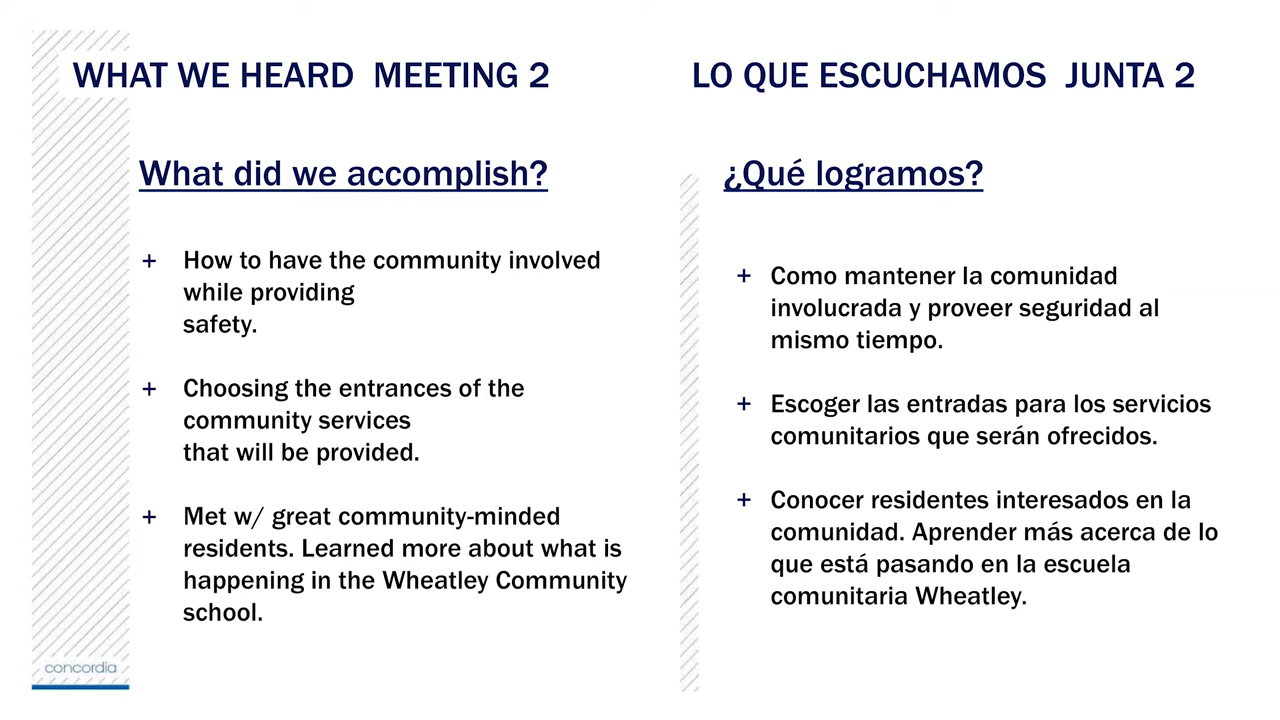 WHAT WE HEARD MEETING 2
What did we accomplish?
+ How to have the community involved
while providing
safety.
+ Choosing the entrances of the
community services
that will be provided.
+ Met w/ great community-minded
residents. Learned more about what is
happening in the Wheatley Community
school.
concordia
LO QUE ESCUCHAMOS JUNTA 2
¿Qué logramos?
+ Como mantener la comunidad
involucrada y proveer seguridad al
mismo tiempo.
+ Escoger las entradas para los servicios
comunitarios que serán ofrecidos.
+ Conocer residentes interesados en la
comunidad. Aprender más acerca de lo
que está pasando en la escuela
comunitaria Wheatley.